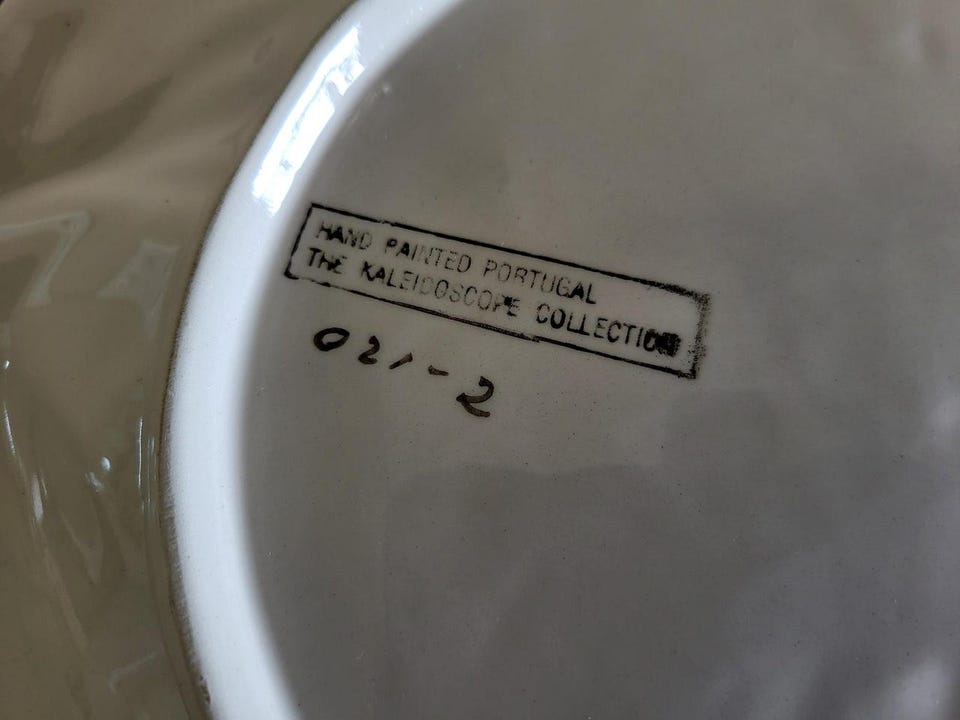 HAND PAINTED PORTUGAL
THE KALEIDOSCOPE COLLECTION
021-2